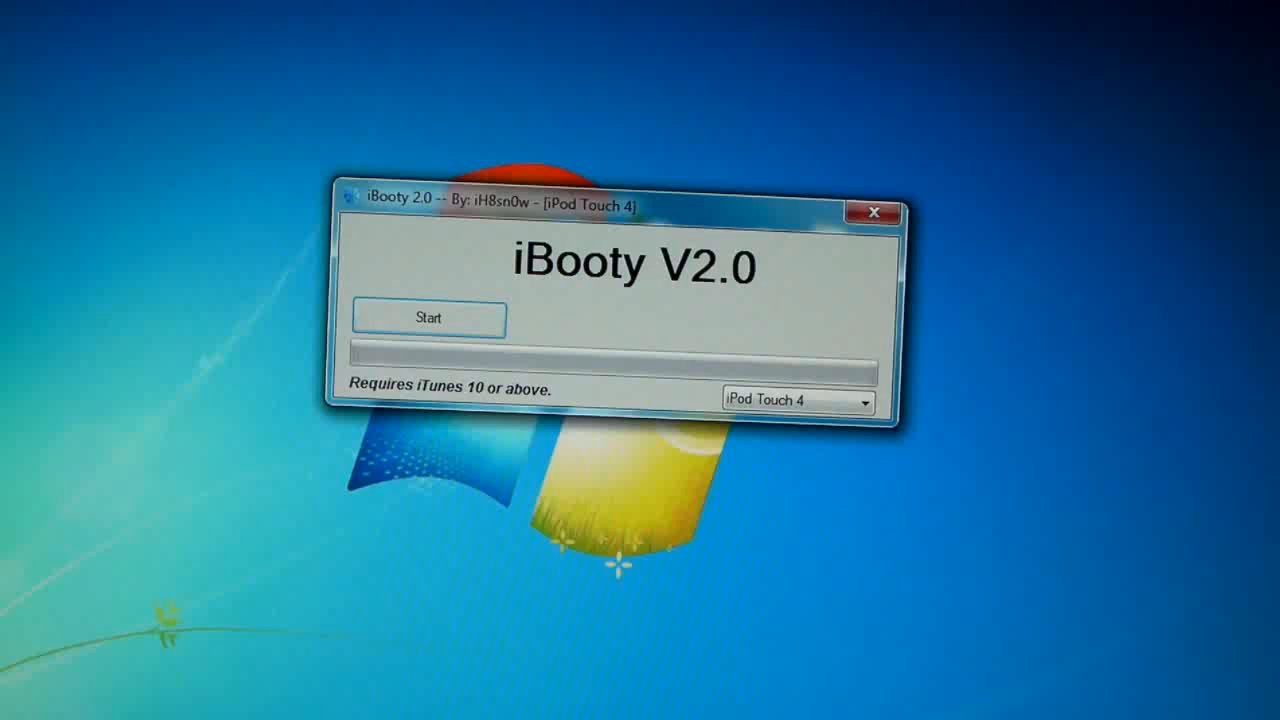 iBooty 2.0 -- By: iH8sn0w - [iPod Touch 4]
iBooty V2.0
Start
Requires iTunes 10 or above.
iPod Touch 4